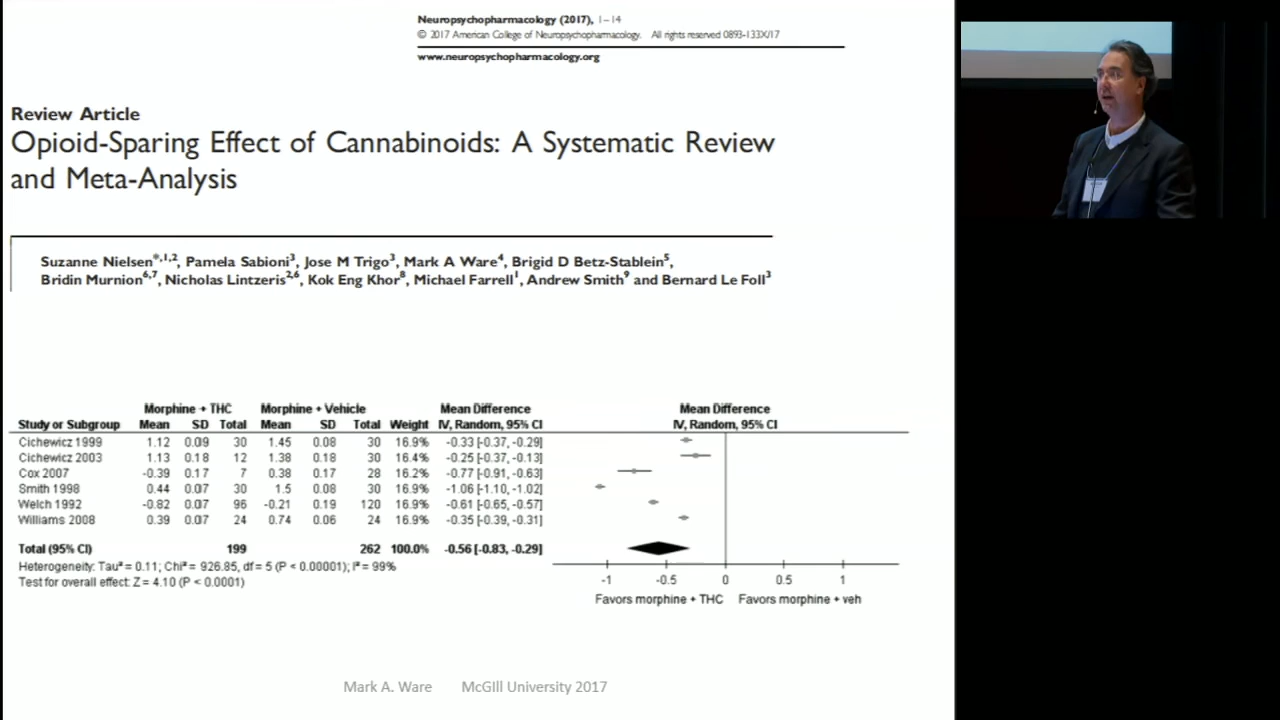 Neuropsychopharmacology (2017), 1–14
© 2017 American College of Neuropsychopharmacology. All rights reserved 0893-133X/17
www.neuropsychopharmacology.org
Review Article
Opioid-Sparing Effect of Cannabinoids: A Systematic Review
and Meta-Analysis
Suzanne Nielsen*,1,2, Pamela Sabioni3, Jose M Trigo3, Mark A Ware4, Brigid D Betz-Stablein5,
Bridin Murnion6,7, Nicholas Lintzeris2,6, Kok Eng Khor8, Michael Farrell1, Andrew Smith9 and Bernard Le Foll3
Morphine + THC Morphine + Vehicle Mean Difference Mean Difference
Study or Subgroup Mean SD Total Mean SD Total Weight IV, Random, 95% CI IV, Random, 95% CI
Cichewicz 1999 1.12 0.09 30 1.45 0.08 30 16.9% -0.33 [-0.37, -0.29]
Cichewicz 2003 1.13 0.18 12 1.38 0.18 30 16.4% -0.25 [-0.37, -0.13]
Cox 2007 -0.39 0.17 7 0.38 0.17 28 16.2% -0.77 [-0.91, -0.63]
Smith 1998 0.44 0.07 30 1.5 0.08 30 16.9% -1.06 [-1.10, -1.02]
Welch 1992 -0.82 0.07 96 -0.21 0.19 120 16.9% -0.61 [-0.65, -0.57]
Williams 2008 0.39 0.07 24 0.74 0.06 24 16.9% -0.35 [-0.39, -0.31]
Total (95% CI) 199 262 100.0% -0.56 [-0.83, -0.29]
Heterogeneity: Tau² = 0.11; Chi² = 926.85, df = 5 (P < 0.00001); I² = 99%
Test for overall effect: Z = 4.10 (P < 0.0001)
-1 -0.5 0 0.5 1
Favors morphine + THC Favors morphine + veh
Mark A. Ware McGIll University 2017